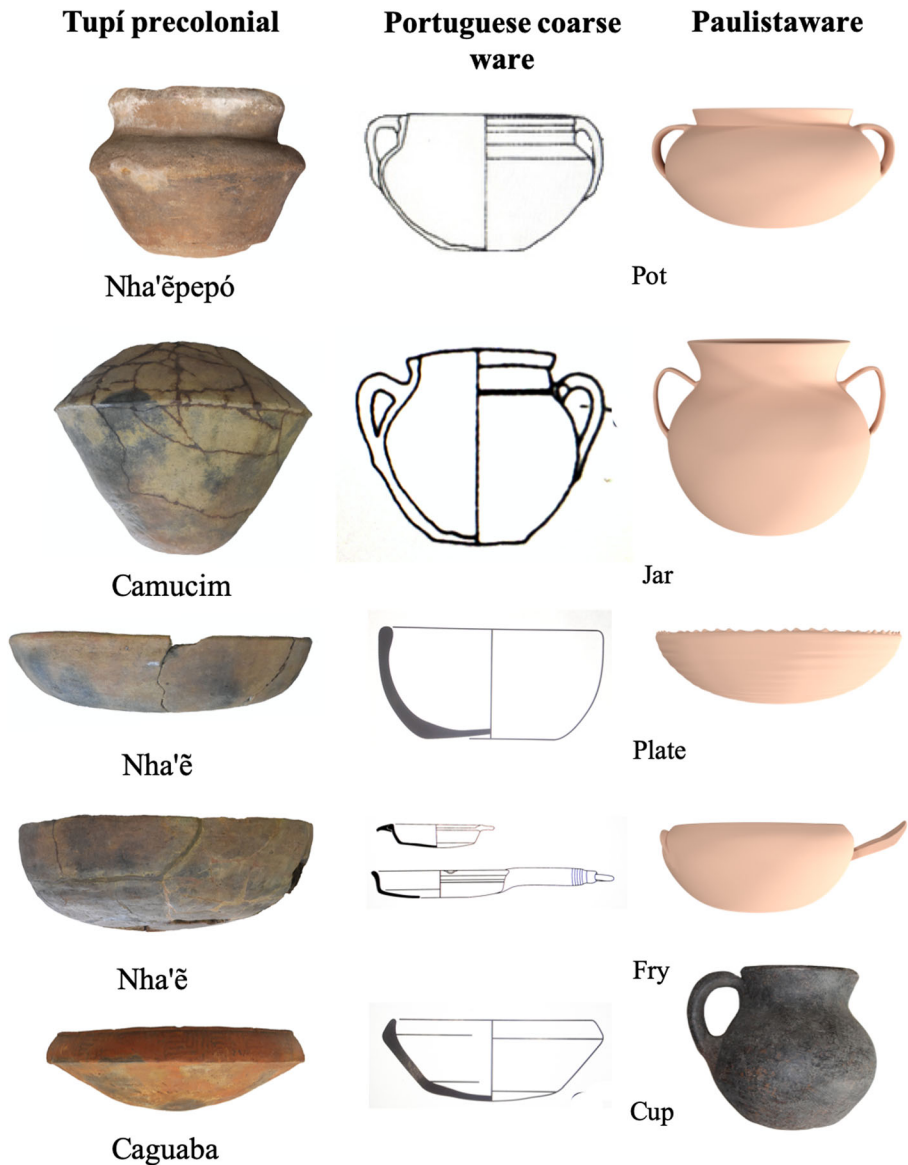 Tupí precolonial
Portuguese coarse
ware
Paulistaware
Nha'ẽpepó
Pot
Camucim
Jar
Nha'ẽ
Plate
Nha'ẽ
Fry
Caguaba
Cup